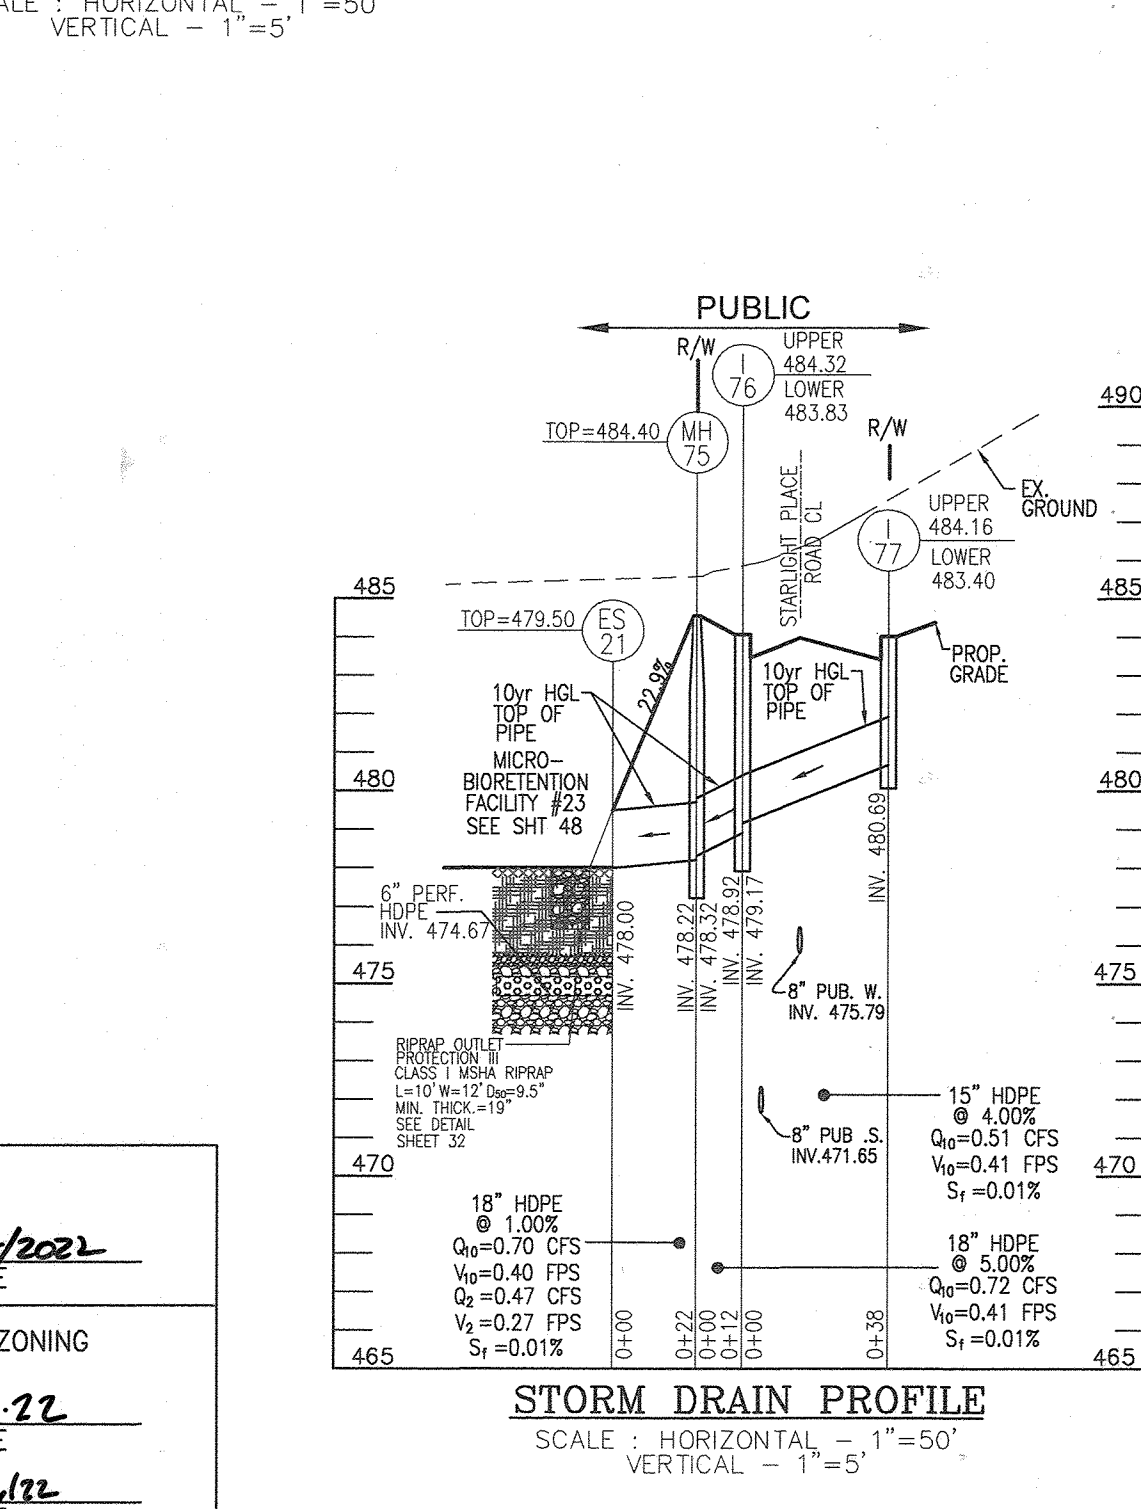 VERTICAL - 1"=5'
PUBLIC
R/W
I
76
UPPER
484.32
LOWER
483.83
TOP=484.40
MH
75
R/W
490
STARLIGHT PLACE
ROAD CL
EX.
GROUND
I
77
UPPER
484.16
LOWER
483.40
485
485
TOP=479.50
ES
21
22.9%
10yr HGL
TOP OF
PIPE
10yr HGL
TOP OF
PIPE
PROP.
GRADE
MICRO-
BIORETENTION
FACILITY #23
SEE SHT 48
480
480
6" PERF.
HDPE
INV. 474.67
INV. 478.00
INV. 478.22
INV. 478.32
INV. 478.92
INV. 479.17
INV. 480.69
475
475
8" PUB. W.
INV. 475.79
RIPRAP OUTLET
PROTECTION III
CLASS I MSHA RIPRAP
L=10' W=12' D50=9.5"
MIN. THICK.=19"
SEE DETAIL
SHEET 32
8" PUB .S.
INV.471.65
15" HDPE
@ 4.00%
Q10=0.51 CFS
V10=0.41 FPS
Sf =0.01%
470
470
18" HDPE
@ 1.00%
Q10=0.70 CFS
V10=0.40 FPS
Q2 =0.47 CFS
V2 =0.27 FPS
Sf =0.01%
18" HDPE
@ 5.00%
Q10=0.72 CFS
V10=0.41 FPS
Sf =0.01%
0+00
0+22
0+00
0+12
0+00
0+38
465
465
STORM DRAIN PROFILE
SCALE : HORIZONTAL - 1"=50'
VERTICAL - 1"=5'
/2022
ZONING
.22
/22